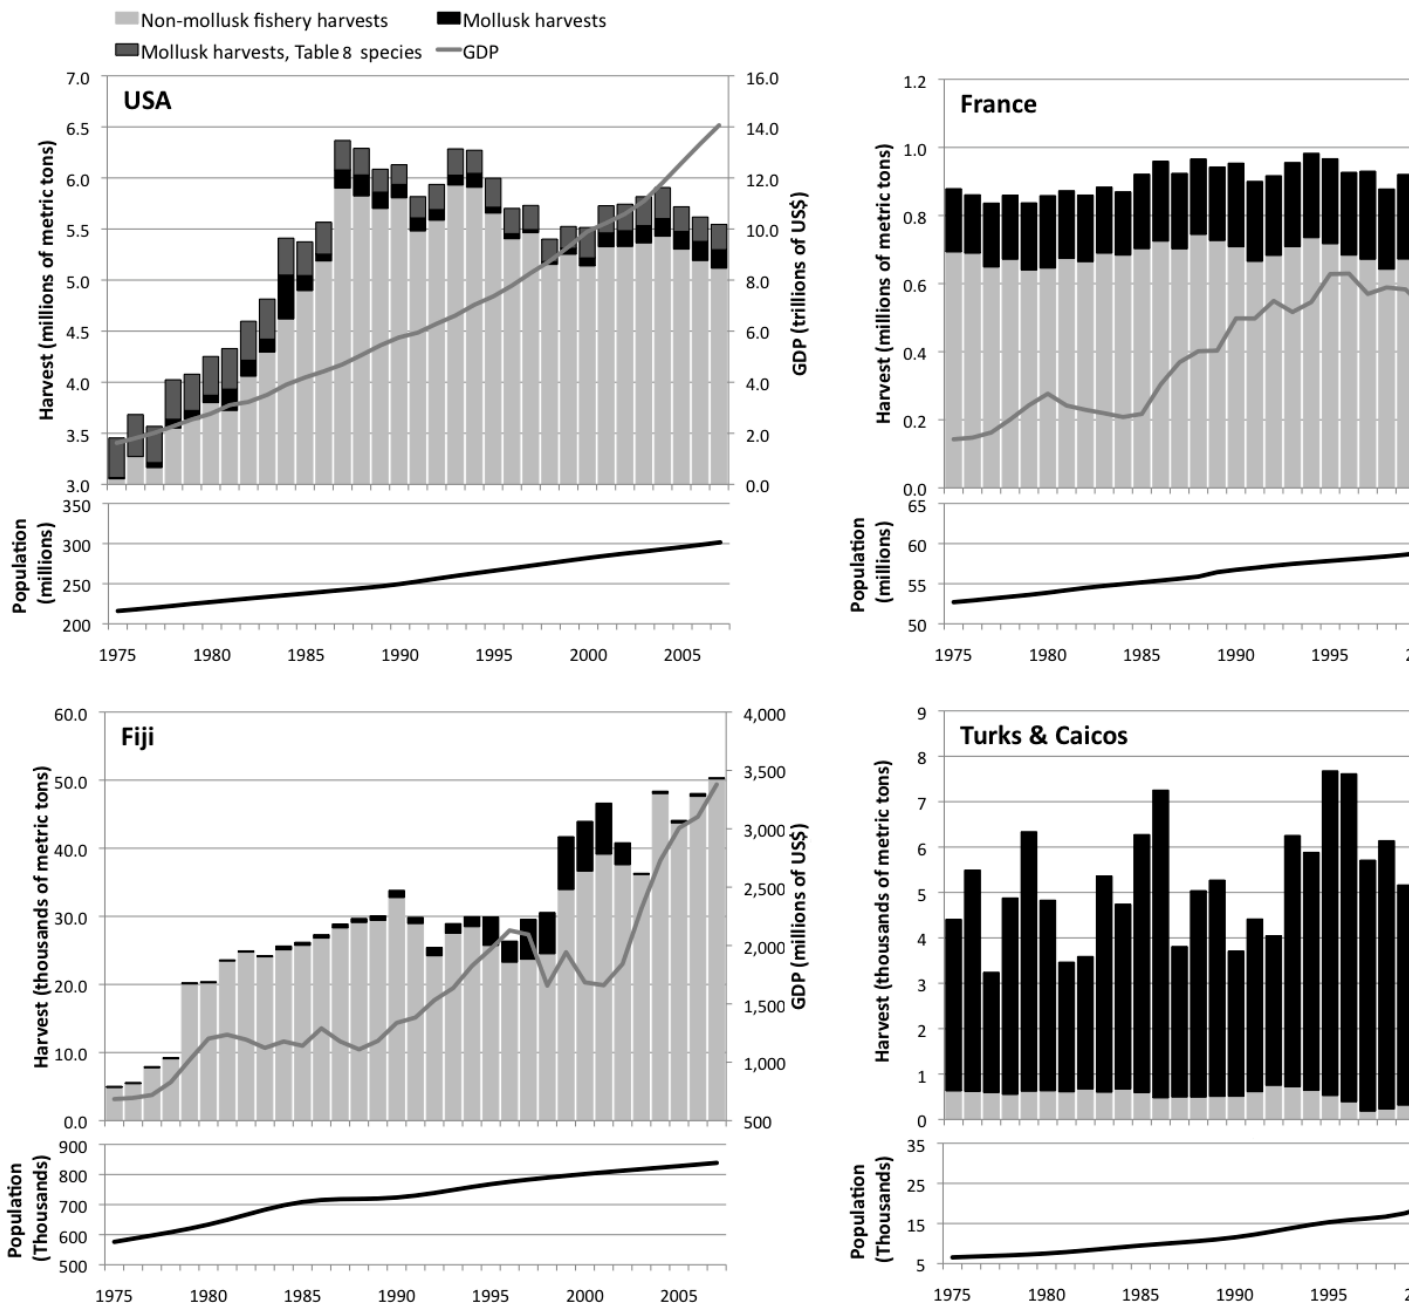 Non-mollusk fishery harvests
Mollusk harvests
Mollusk harvests, Table 8 species
GDP
USA
Harvest (millions of metric tons)
7.0
6.5
6.0
5.5
5.0
4.5
4.0
3.5
3.0
16.0
14.0
12.0
10.0
8.0
6.0
4.0
2.0
0.0
GDP (trillions of US$)
Population
(millions)
350
300
250
200
1975 1980 1985 1990 1995 2000 2005
France
Harvest (millions of metric tons)
1.2
1.0
0.8
0.6
0.4
0.2
0.0
Population
(millions)
65
60
55
50
1975 1980 1985 1990 1995 2
Fiji
Harvest (thousands of metric tons)
60.0
50.0
40.0
30.0
20.0
10.0
0.0
4,000
3,500
3,000
2,500
2,000
1,500
1,000
500
GDP (millions of US$)
Population
(Thousands)
900
800
700
600
500
1975 1980 1985 1990 1995 2000 2005
Turks & Caicos
Harvest (thousands of metric tons)
9
8
7
6
5
4
3
2
1
0
Population
(Thousands)
35
25
15
5
1975 1980 1985 1990 1995 2